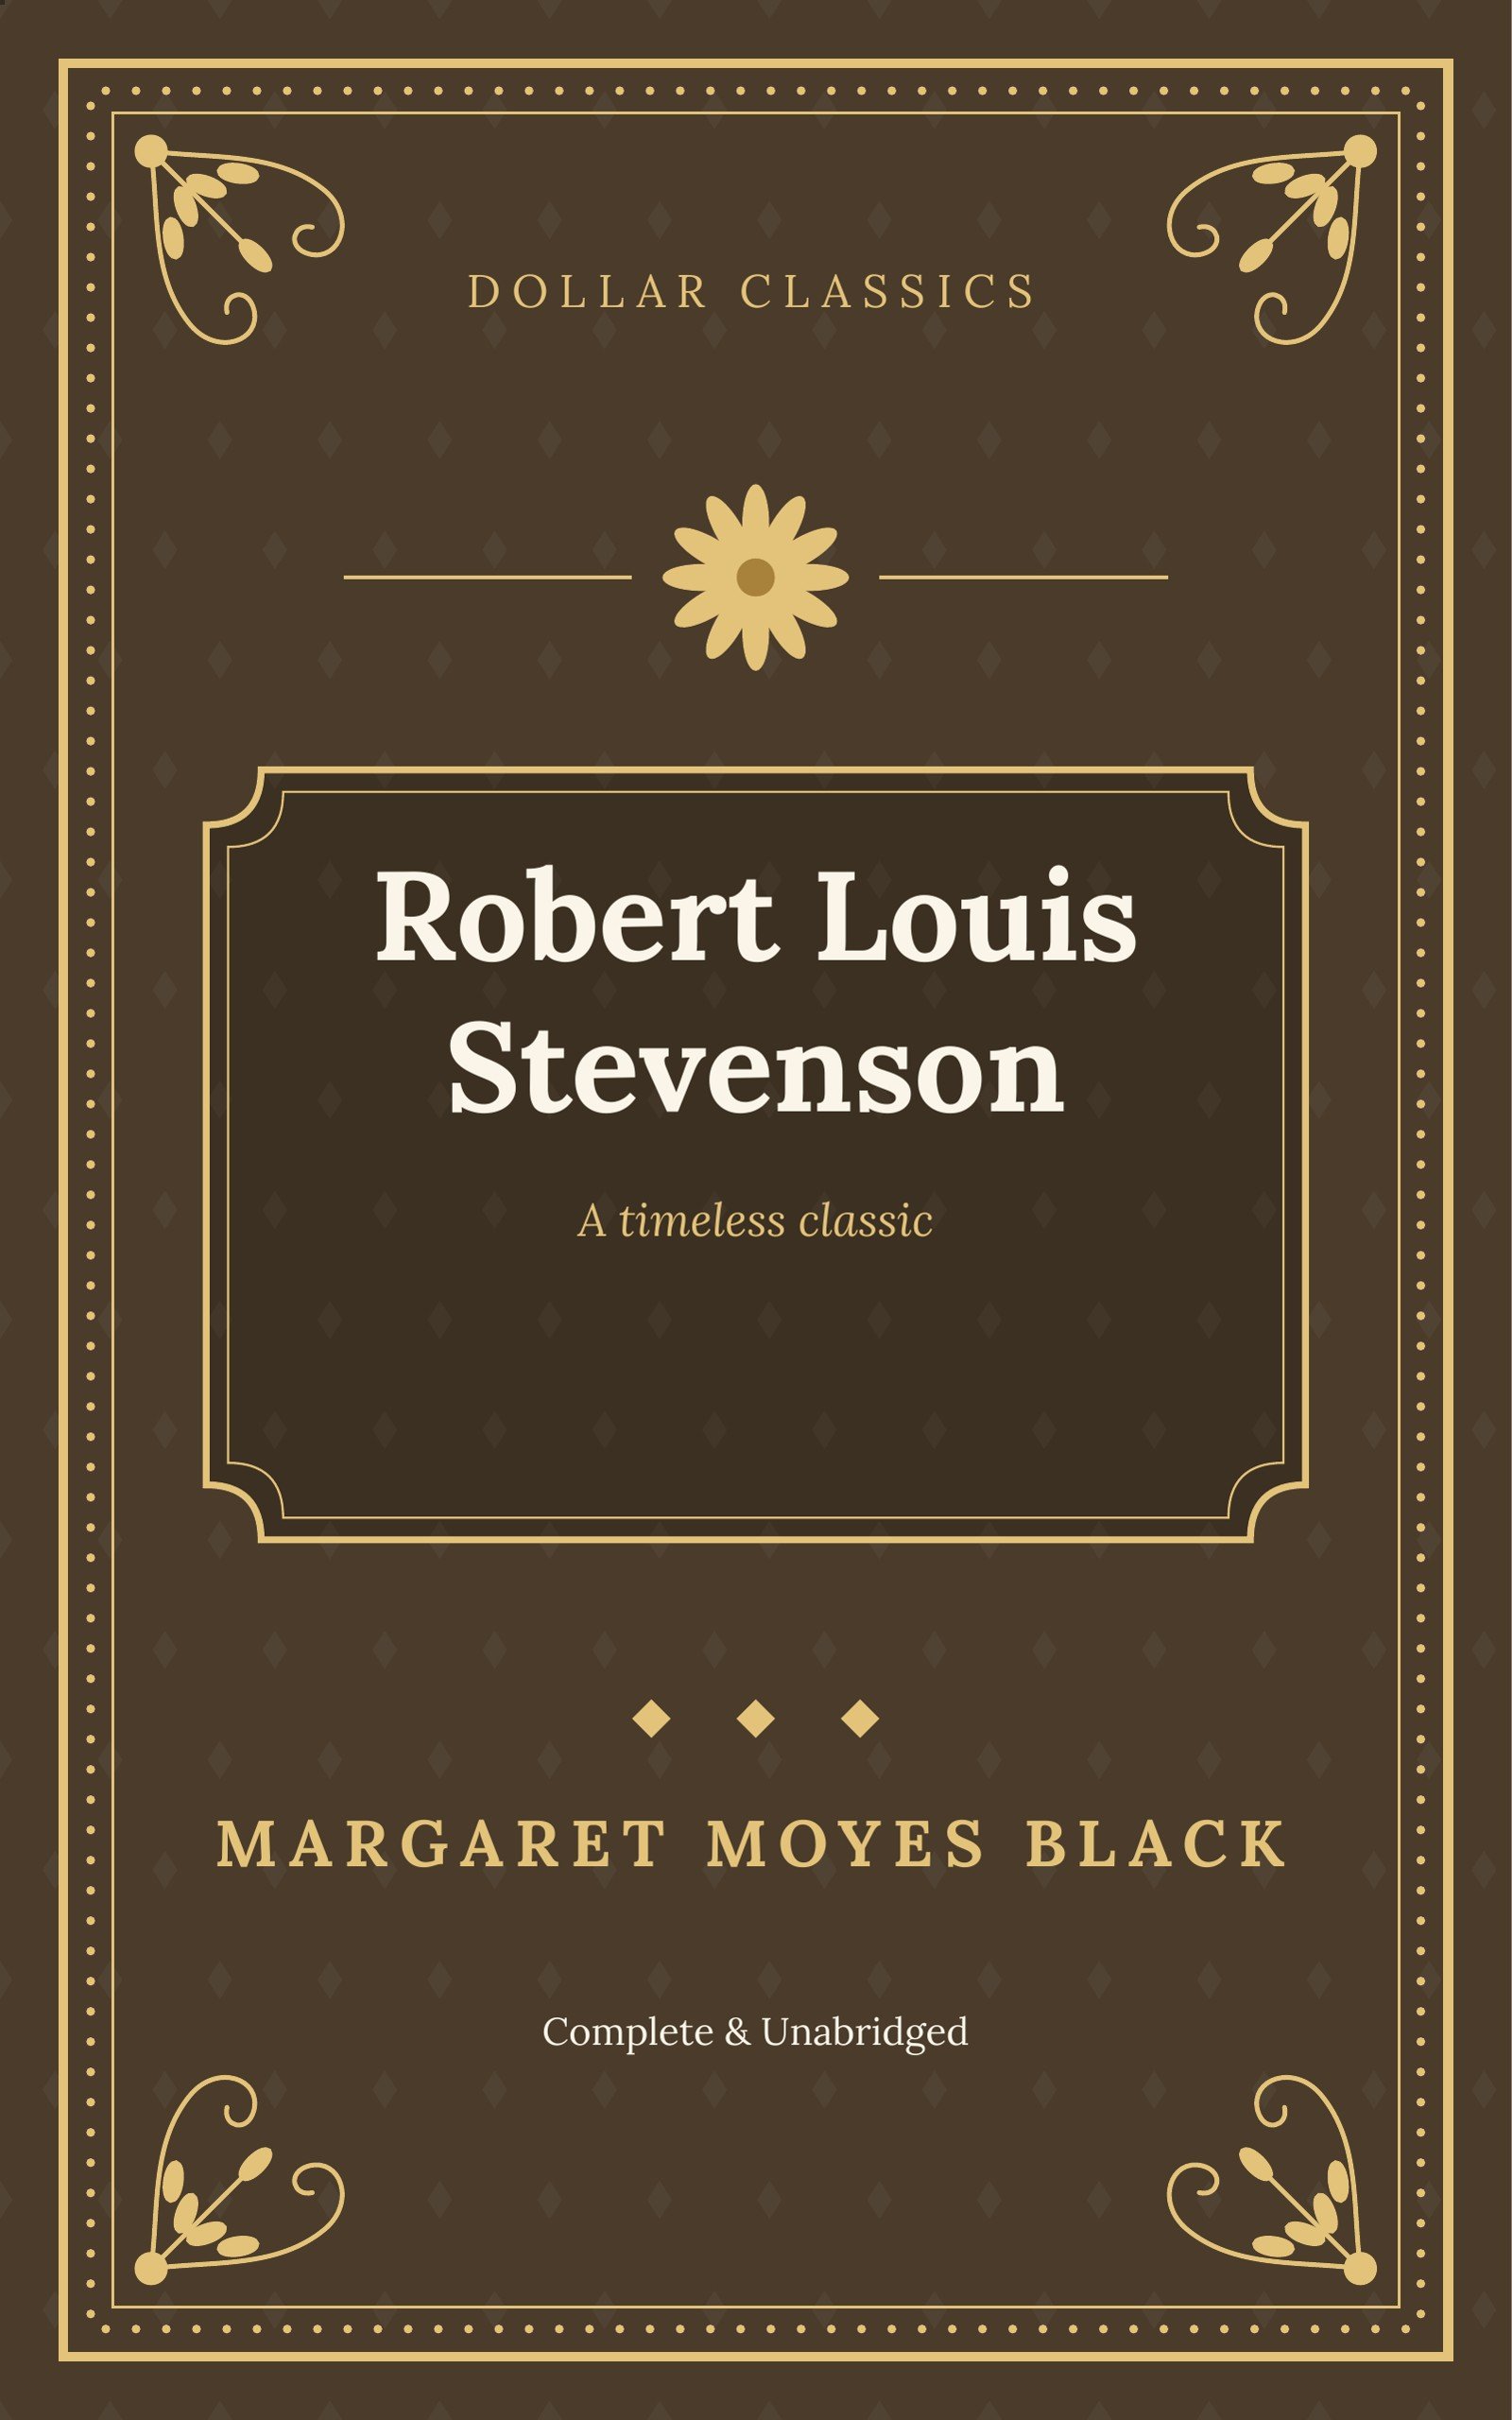 DOLLAR CLASSICS
Robert Louis
Stevenson
A timeless classic
MARGARET MOYES BLACK
Complete & Unabridged